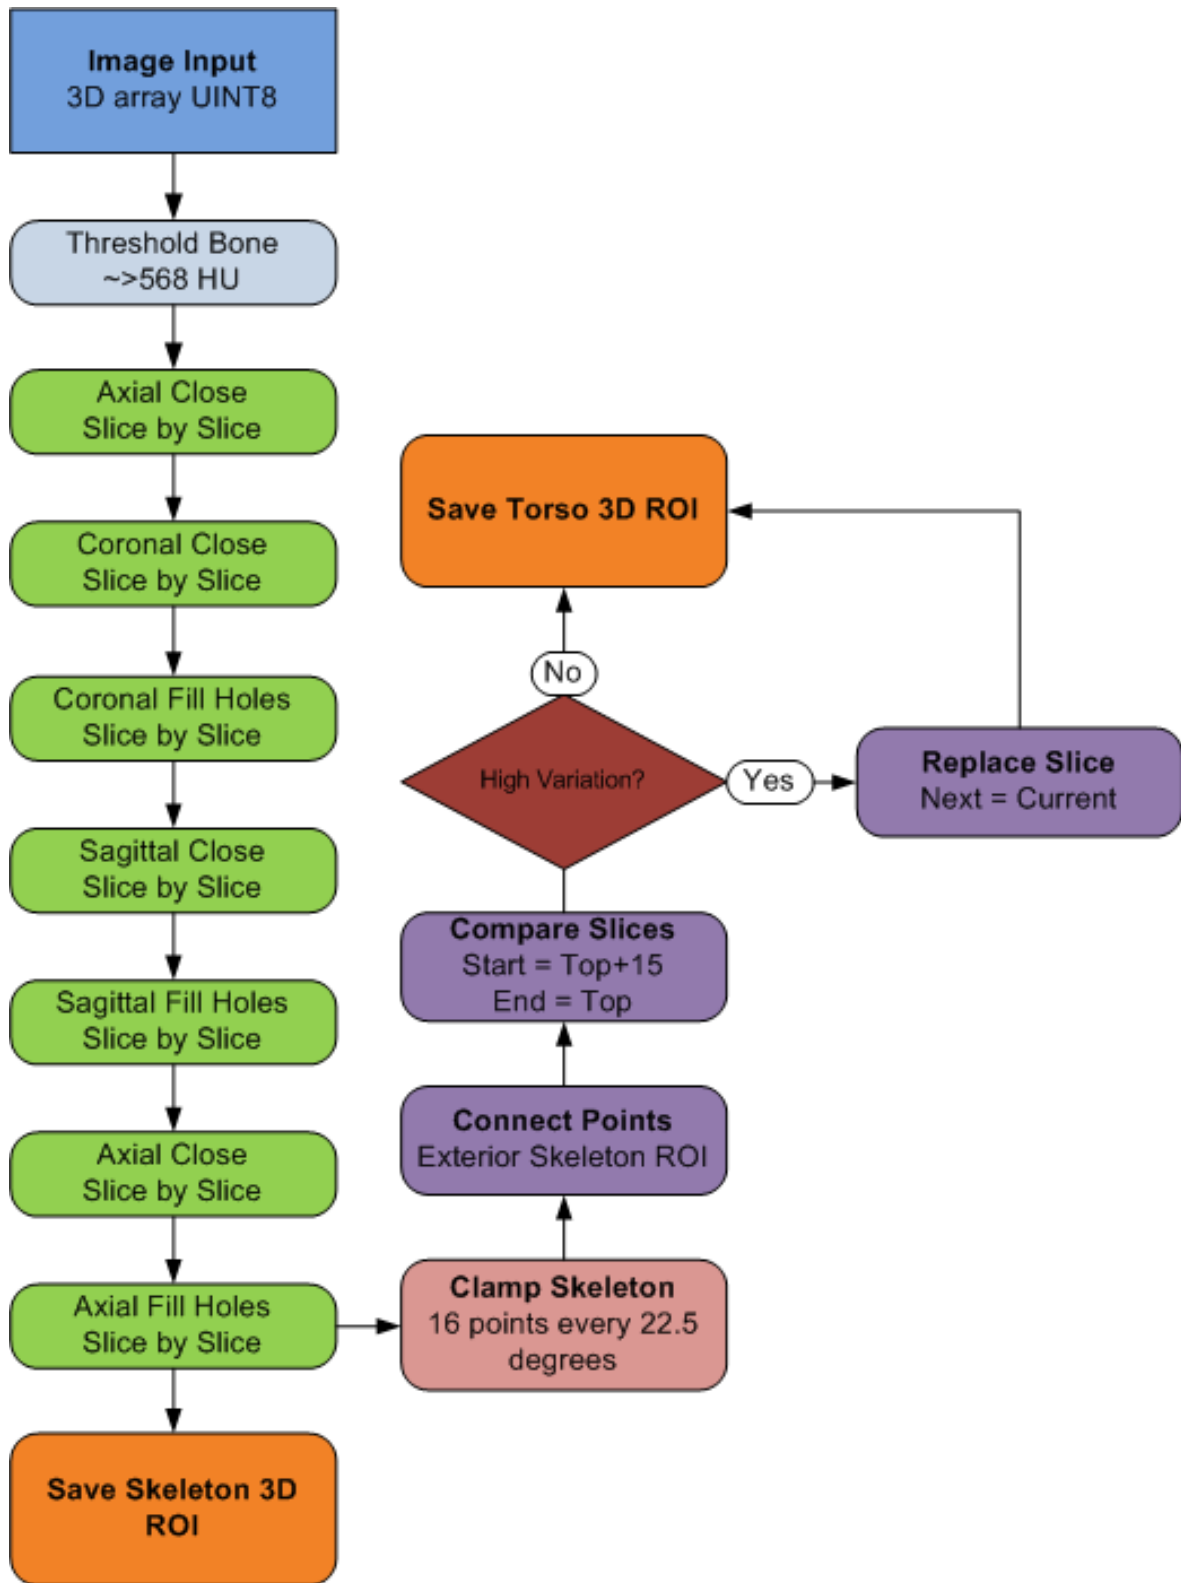 Image Input
3D array UINT8
Threshold Bone
~>568 HU
Axial Close
Slice by Slice
Coronal Close
Slice by Slice
Coronal Fill Holes
Slice by Slice
Sagittal Close
Slice by Slice
Sagittal Fill Holes
Slice by Slice
Axial Close
Slice by Slice
Axial Fill Holes
Slice by Slice
Save Skeleton 3D
ROI
Clamp Skeleton
16 points every 22.5
degrees
Connect Points
Exterior Skeleton ROI
Compare Slices
Start = Top+15
End = Top
High Variation?
No
Yes
Save Torso 3D ROI
Replace Slice
Next = Current